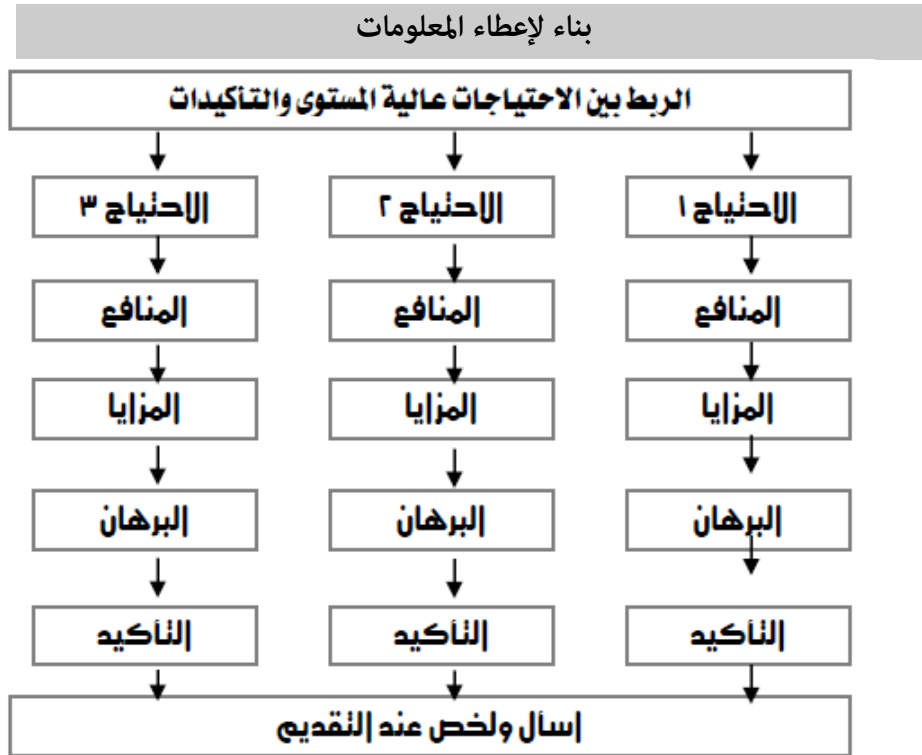 بناء لإعطاء المعلومات
الربط بين الاحتياجات عالية المستوى والتأكيدات
الاحتياج ١ الاحتياج ٢ الاحتياج ٣
المنافع المنافع المنافع
المزايا المزايا المزايا
البرهان البرهان البرهان
التأكيد التأكيد التأكيد
إسأل ولخص عند التقديم